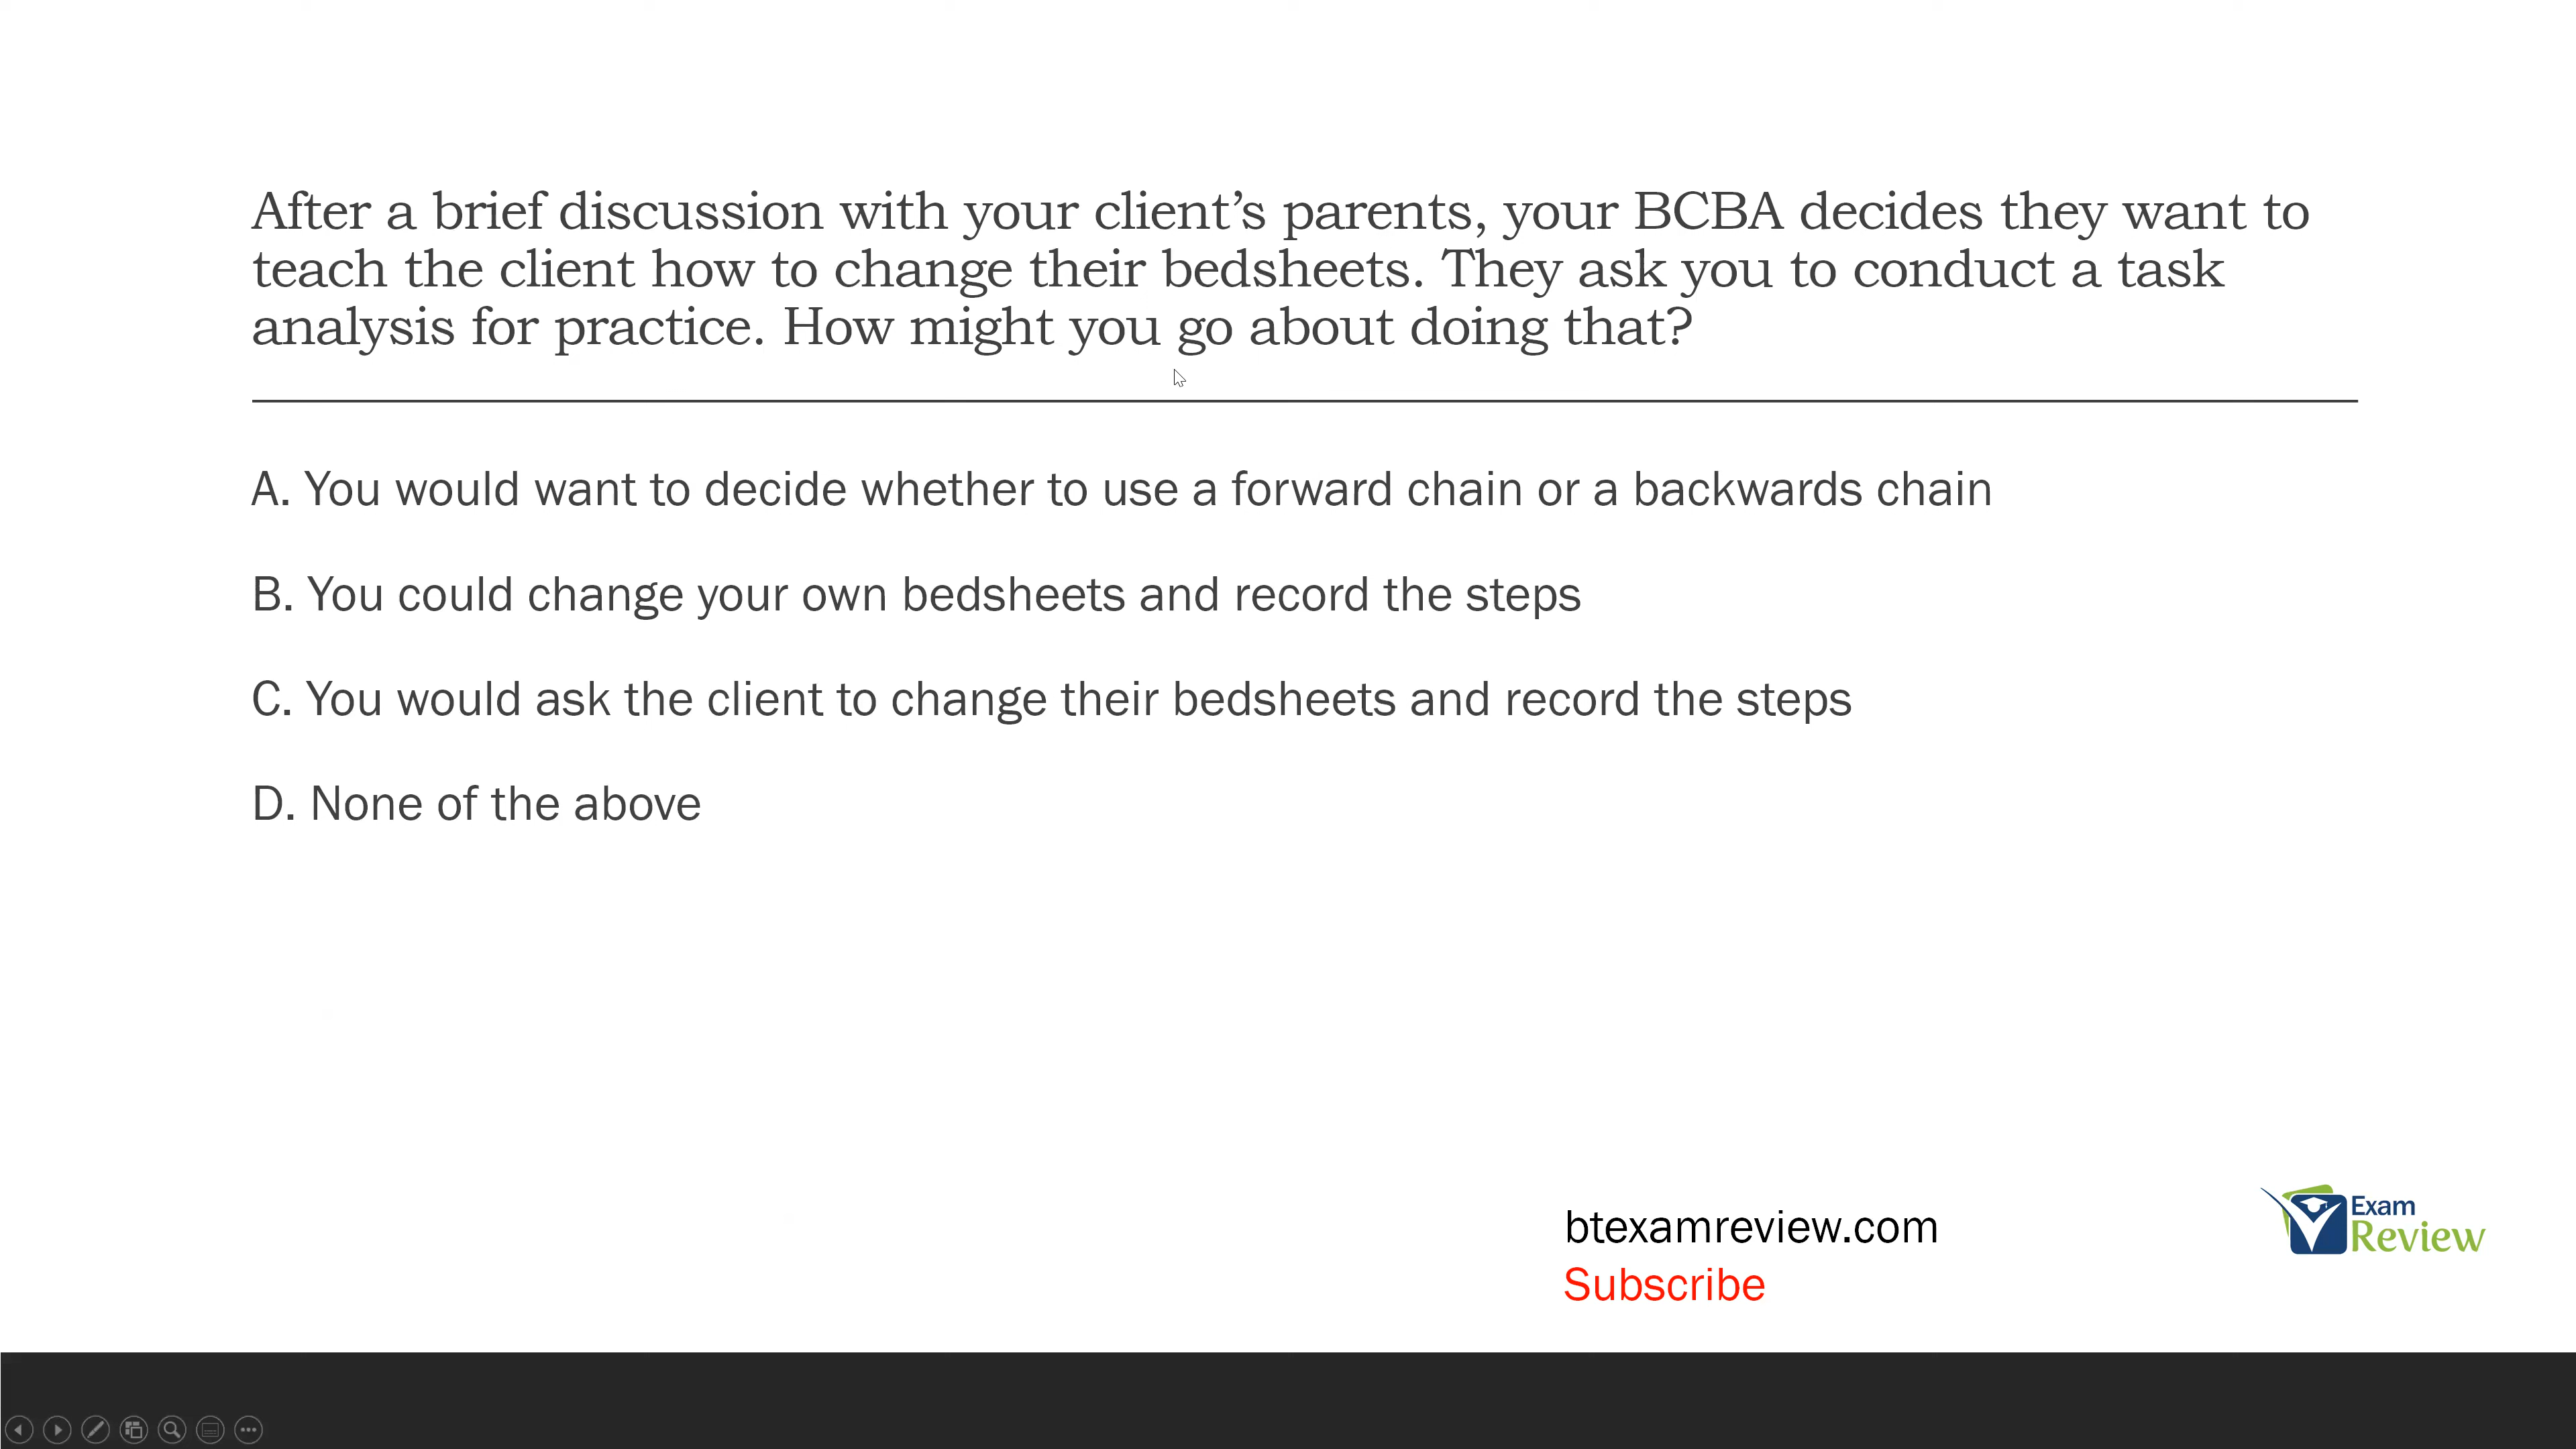 After a brief discussion with your client’s parents, your BCBA decides they want to
teach the client how to change their bedsheets. They ask you to conduct a task
analysis for practice. How might you go about doing that?
A. You would want to decide whether to use a forward chain or a backwards chain
B. You could change your own bedsheets and record the steps
C. You would ask the client to change their bedsheets and record the steps
D. None of the above
btexamreview.com
Subscribe
Exam
Review